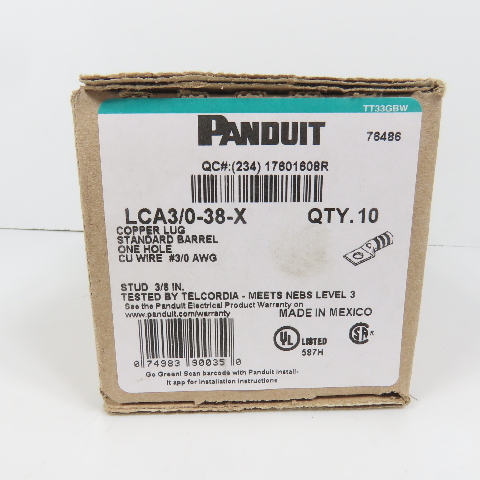 TT33GBW
PANDUIT 76486
QC#:(234) 17601608R
LCA3/0-38-X QTY. 10
COPPER LUG
STANDARD BARREL
ONE HOLE
CU WIRE #3/0 AWG
STUD 3/8 IN.
TESTED BY TELCORDIA - MEETS NEBS LEVEL 3
See the Panduit Electrical Product Warranty on
www.panduit.com/warranty MADE IN MEXICO
UL LISTED
587H
SA
0 74983 90035 0
Go Green! Scan barcode with Panduit Install-
It app for installation instructions